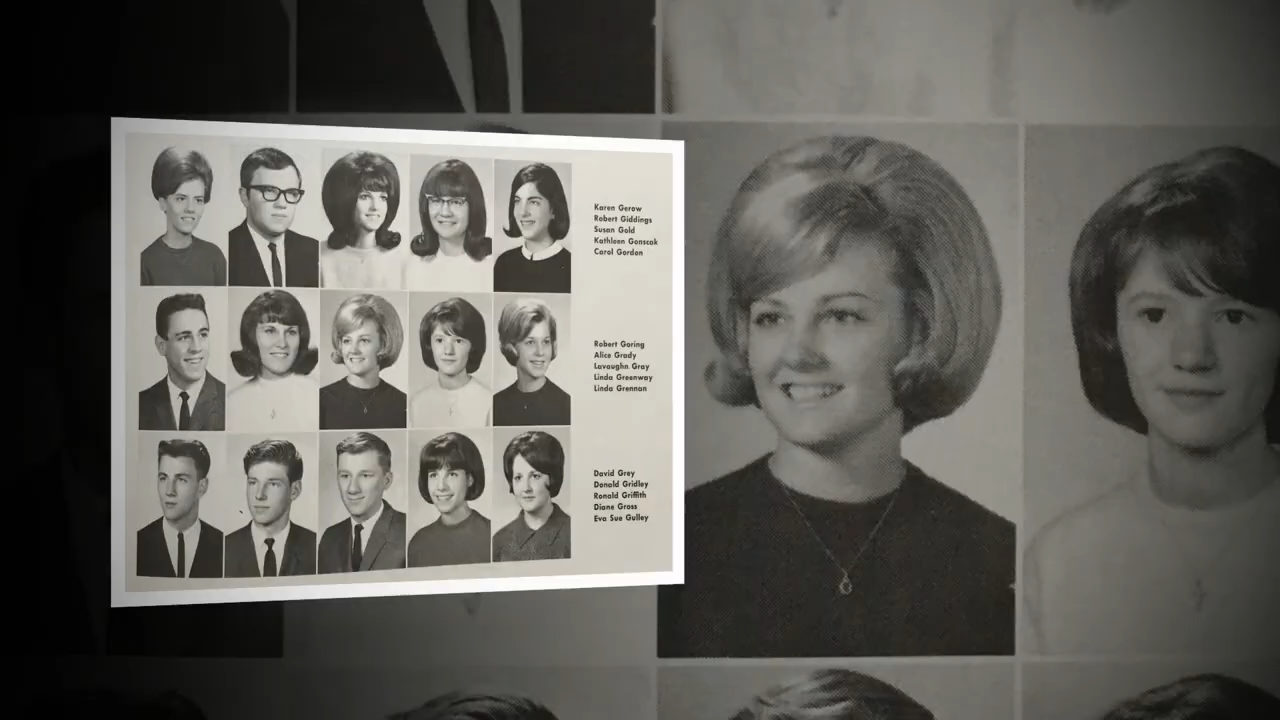 Karen Gerow
Robert Giddings
Susan Gold
Kathleen Gonscak
Carol Gordon
Robert Goring
Alice Grady
Lavaughn Gray
Linda Greenway
Linda Grennan
David Grey
Donald Gridley
Ronald Griffith
Diane Gross
Eva Sue Gulley